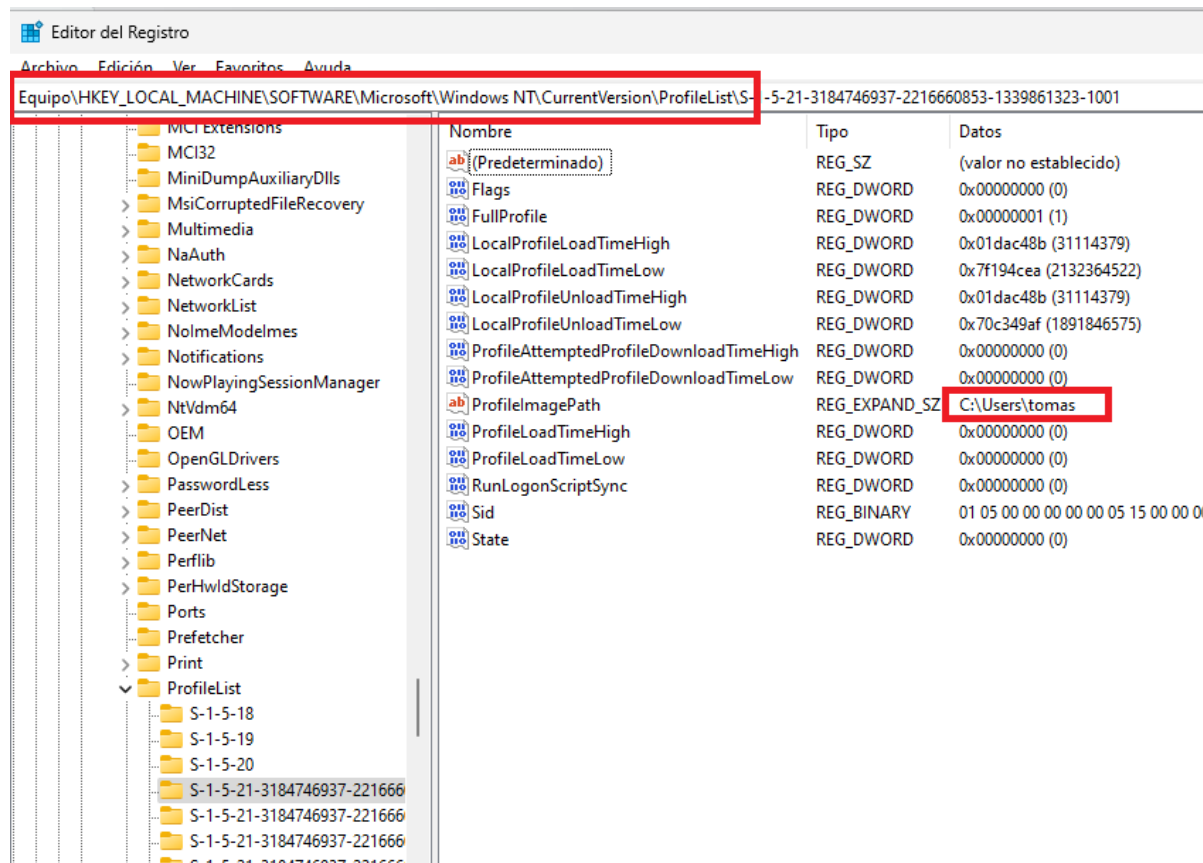 Editor del Registro
Archivo Edición Ver Favoritos Ayuda
Equipo\HKEY_LOCAL_MACHINE\SOFTWARE\Microsoft\Windows NT\CurrentVersion\ProfileList\S-1-5-21-3184746937-2216660853-1339861323-1001
MCI Extensions
MCI32
MiniDumpAuxiliaryDlls
MsiCorruptedFileRecovery
Multimedia
NaAuth
NetworkCards
NetworkList
NoImeModeImes
Notifications
NowPlayingSessionManager
NtVdm64
OEM
OpenGLDrivers
PasswordLess
PeerDist
PeerNet
Perflib
PerHwIdStorage
Ports
Prefetcher
Print
ProfileList
S-1-5-18
S-1-5-19
S-1-5-20
S-1-5-21-3184746937-221666
S-1-5-21-3184746937-221666
S-1-5-21-3184746937-221666
Nombre Tipo Datos
(Predeterminado) REG_SZ (valor no establecido)
Flags REG_DWORD 0x00000000 (0)
FullProfile REG_DWORD 0x00000001 (1)
LocalProfileLoadTimeHigh REG_DWORD 0x01dac48b (31114379)
LocalProfileLoadTimeLow REG_DWORD 0x7f194cea (2132364522)
LocalProfileUnloadTimeHigh REG_DWORD 0x01dac48b (31114379)
LocalProfileUnloadTimeLow REG_DWORD 0x70c349af (1891846575)
ProfileAttemptedProfileDownloadTimeHigh REG_DWORD 0x00000000 (0)
ProfileAttemptedProfileDownloadTimeLow REG_DWORD 0x00000000 (0)
ProfileImagePath REG_EXPAND_SZ C:\Users\tomas
ProfileLoadTimeHigh REG_DWORD 0x00000000 (0)
ProfileLoadTimeLow REG_DWORD 0x00000000 (0)
RunLogonScriptSync REG_DWORD 0x00000000 (0)
Sid REG_BINARY 01 05 00 00 00 00 00 05 15 00 00 0
State REG_DWORD 0x00000000 (0)